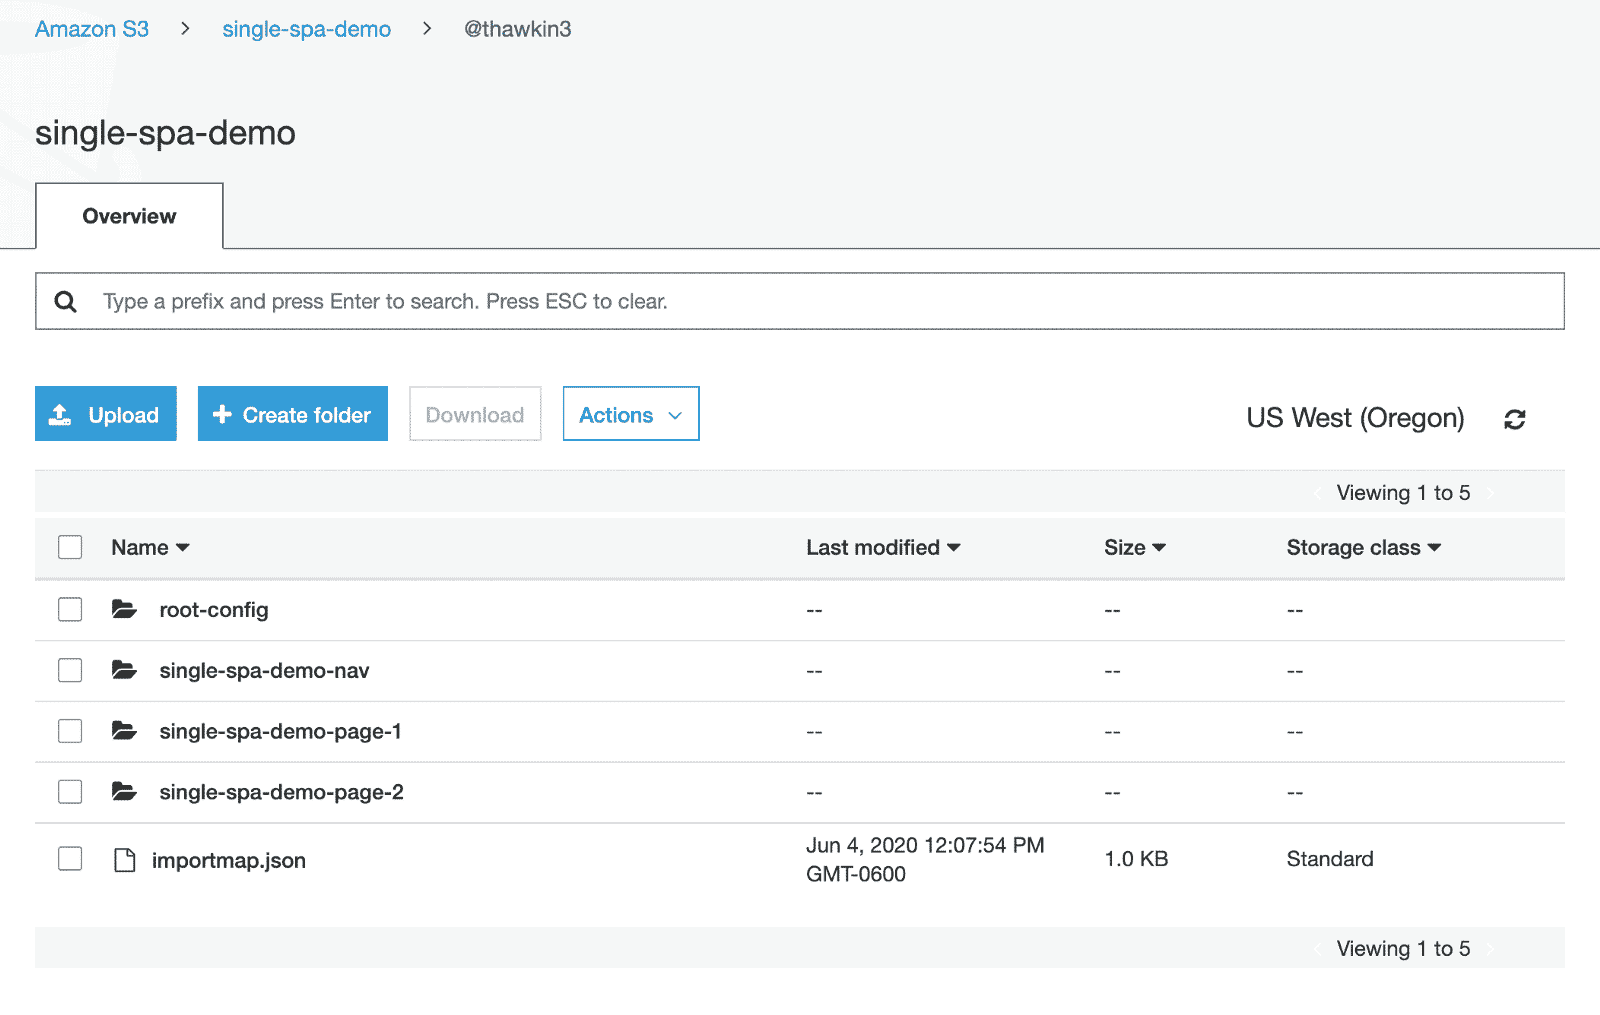 Amazon S3 > single-spa-demo > @thawkin3
single-spa-demo
Overview
Type a prefix and press Enter to search. Press ESC to clear.
Upload + Create folder Download Actions US West (Oregon)
Viewing 1 to 5
Name Last modified Size Storage class
root-config -- -- --
single-spa-demo-nav -- -- --
single-spa-demo-page-1 -- -- --
single-spa-demo-page-2 -- -- --
importmap.json Jun 4, 2020 12:07:54 PM GMT-0600 1.0 KB Standard
Viewing 1 to 5